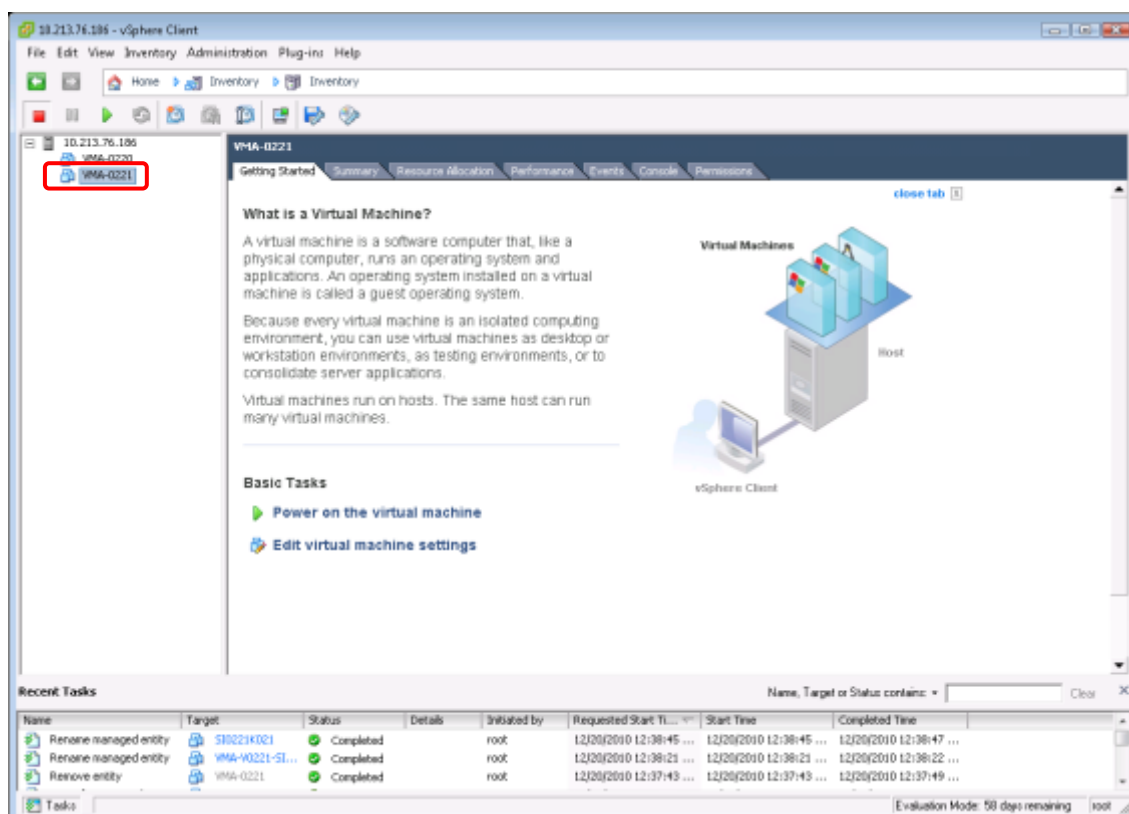 10.213.76.186 - vSphere Client
File Edit View Inventory Administration Plug-ins Help
Home Inventory Inventory
10.213.76.186
VMA-0220
VMA-0221
VMA-0221
Getting Started Summary Resource Allocation Performance Events Console Permissions
close tab
What is a Virtual Machine?
A virtual machine is a software computer that, like a
physical computer, runs an operating system and
applications. An operating system installed on a virtual
machine is called a guest operating system.
Because every virtual machine is an isolated computing
environment, you can use virtual machines as desktop or
workstation environments, as testing environments, or to
consolidate server applications.
Virtual machines run on hosts. The same host can run
many virtual machines.
Virtual Machines
Host
vSphere Client
Basic Tasks
Power on the virtual machine
Edit virtual machine settings
Recent Tasks
Name, Target or Status contains: Clear
Name Target Status Details Initiated by Requested Start Ti... Start Time Completed Time
Rename managed entity SI0221K021 Completed root 12/20/2010 12:38:45 ... 12/20/2010 12:38:45 ... 12/20/2010 12:38:47 ...
Rename managed entity VMA-V0221-SI... Completed root 12/20/2010 12:38:21 ... 12/20/2010 12:38:21 ... 12/20/2010 12:38:22 ...
Remove entity VMA-0221 Completed root 12/20/2010 12:37:43 ... 12/20/2010 12:37:43 ... 12/20/2010 12:37:49 ...
Tasks Evaluation Mode: 58 days remaining root